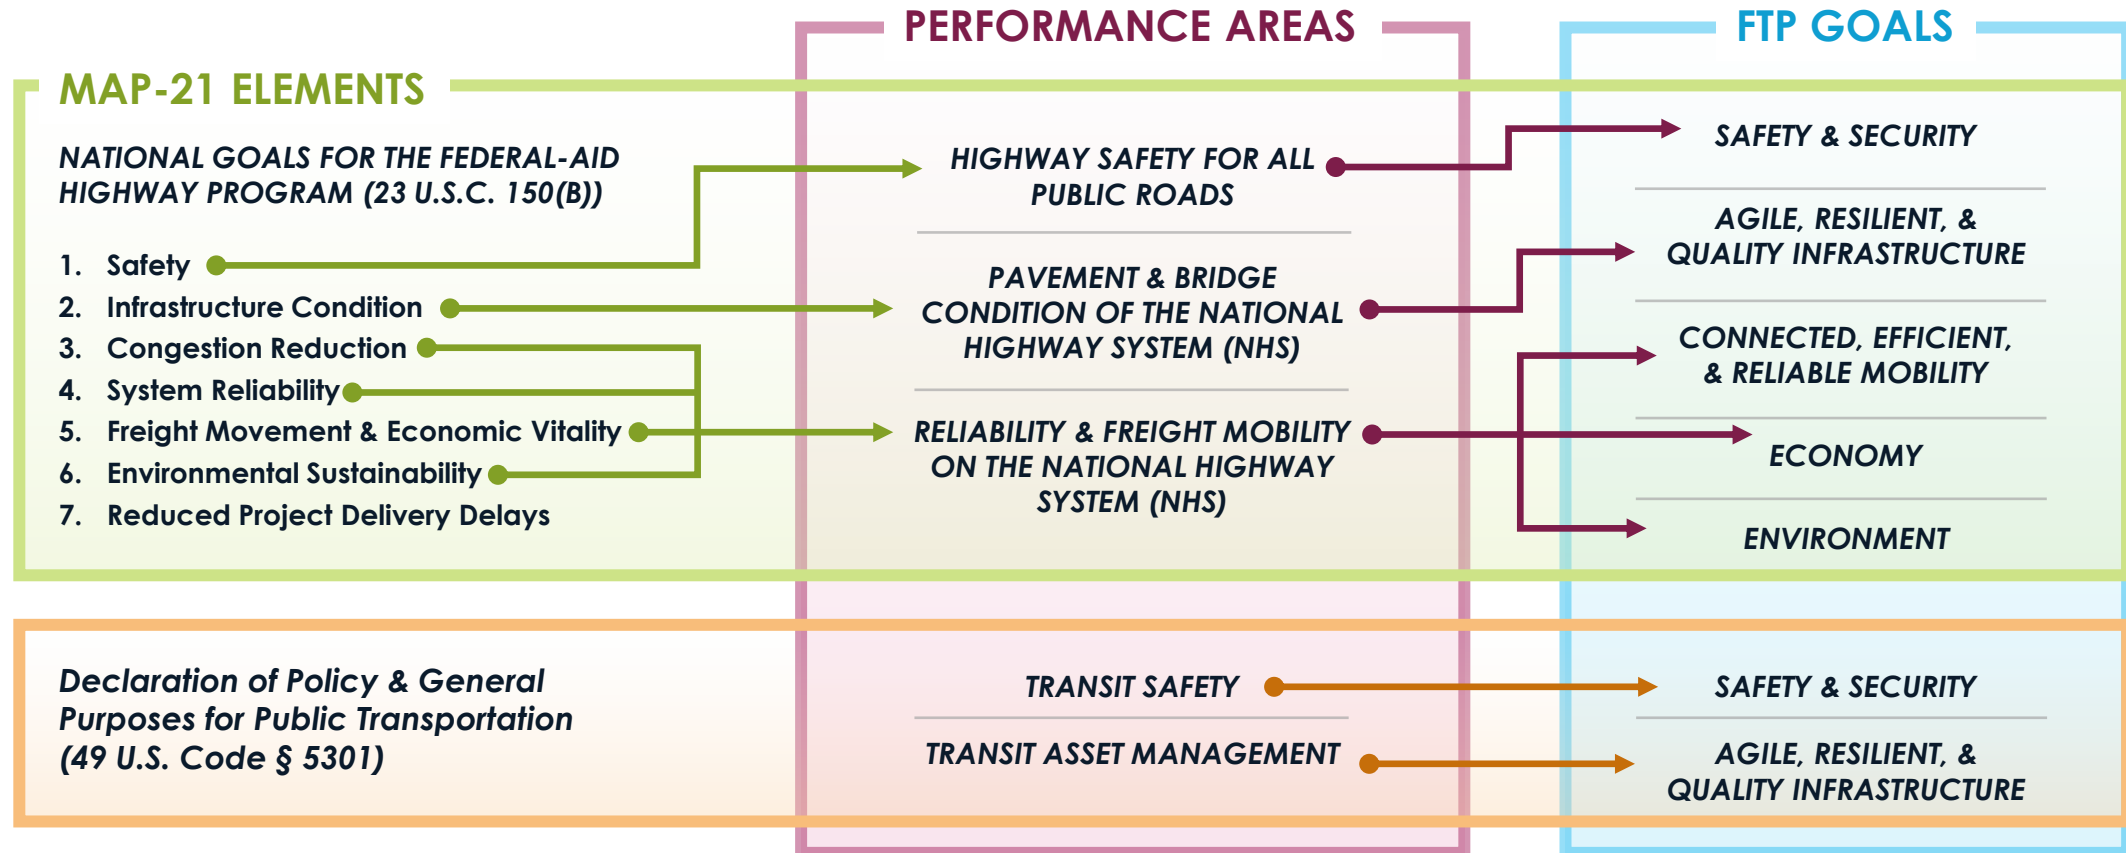 PERFORMANCE AREAS
FTP GOALS
MAP-21 ELEMENTS
NATIONAL GOALS FOR THE FEDERAL-AID
HIGHWAY PROGRAM (23 U.S.C. 150(B))
1. Safety
2. Infrastructure Condition
3. Congestion Reduction
4. System Reliability
5. Freight Movement & Economic Vitality
6. Environmental Sustainability
7. Reduced Project Delivery Delays
HIGHWAY SAFETY FOR ALL
PUBLIC ROADS
PAVEMENT & BRIDGE
CONDITION OF THE NATIONAL
HIGHWAY SYSTEM (NHS)
RELIABILITY & FREIGHT MOBILITY
ON THE NATIONAL HIGHWAY
SYSTEM (NHS)
SAFETY & SECURITY
AGILE, RESILIENT, &
QUALITY INFRASTRUCTURE
CONNECTED, EFFICIENT,
& RELIABLE MOBILITY
ECONOMY
ENVIRONMENT
Declaration of Policy & General
Purposes for Public Transportation
(49 U.S. Code § 5301)
TRANSIT SAFETY
TRANSIT ASSET MANAGEMENT
SAFETY & SECURITY
AGILE, RESILIENT, &
QUALITY INFRASTRUCTURE